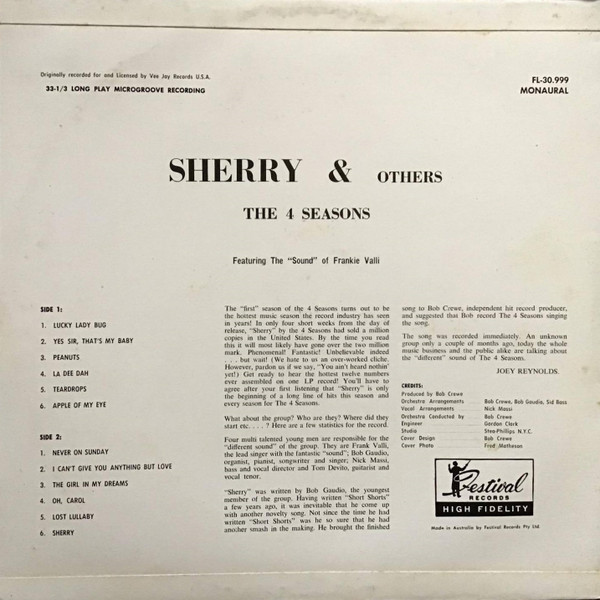 Originally recorded for and Licensed by Vee Jay Records U.S.A.
33-1/3 LONG PLAY MICROGROOVE RECORDING
FL-30.999
MONAURAL
SHERRY & OTHERS
THE 4 SEASONS
Featuring The "Sound" of Frankie Valli
SIDE 1:
1. LUCKY LADY BUG
2. YES SIR, THAT'S MY BABY
3. PEANUTS
4. LA DEE DAH
5. TEARDROPS
6. APPLE OF MY EYE
SIDE 2:
1. NEVER ON SUNDAY
2. I CAN'T GIVE YOU ANYTHING BUT LOVE
3. THE GIRL IN MY DREAMS
4. OH, CAROL
5. LOST LULLABY
6. SHERRY
The "first" season of the 4 Seasons turns out to be
the hottest music season the record industry has seen
in years! In only four short weeks from the day of
release, "Sherry" by the 4 Seasons had sold a million
copies in the United States. By the time you read
this it will most likely have gone over the two million
mark. Phenomenal! Fantastic! Unbelievable indeed
. . . but wait! (We hate to us an over-worked cliche.
However, pardon us if we say, "You ain't heard nothin'
yet!) Get ready to hear the hottest twelve numbers
ever assembled on one LP record! You'll have to
agree after your first listening that "Sherry" is only
the beginning of a long line of hits this season and
every season for The 4 Seasons.
What about the group? Who are they? Where did they
start etc. . . . ? Here are a few statistics for the record.
Four multi talented young men are responsible for the
"different sound" of the group. They are Frank Valli,
the lead singer with the fantastic "sound"; Bob Gaudio,
organist, pianist, songwriter and singer; Nick Massi,
bass and vocal director and Tom Devito, guitarist and
vocal tenor.
"Sherry" was written by Bob Gaudio, the youngest
member of the group. Having written "Short Shorts"
a few years ago, it was inevitable that he come up
with another novelty song. Not since the time he had
written "Short Shorts" was he so sure that he had
another smash in the making. He brought the finished
song to Bob Crewe, independent hit record producer,
and suggested that Bob record The 4 Seasons singing
the song.
The song was recorded immediately. An unknown
group only a couple of months ago, today the whole
music business and the public alike are talking about
the "different" sound of The 4 Seasons.
JOEY REYNOLDS.
CREDITS:
Produced by Bob Crewe
Orchestra Arrangements . . Bob Crewe, Bob Gaudio, Sid Bass
Vocal Arrangements Nick Massi
Orchestra Conducted by Bob Crewe
Engineer Gordon Clark
Studio Stea-Phillips N.Y.C.
Cover Design Bob Crewe
Cover Photo Fred Matheson
Festival
RECORDS
HIGH FIDELITY
Made in Australia by Festival Records Pty Ltd